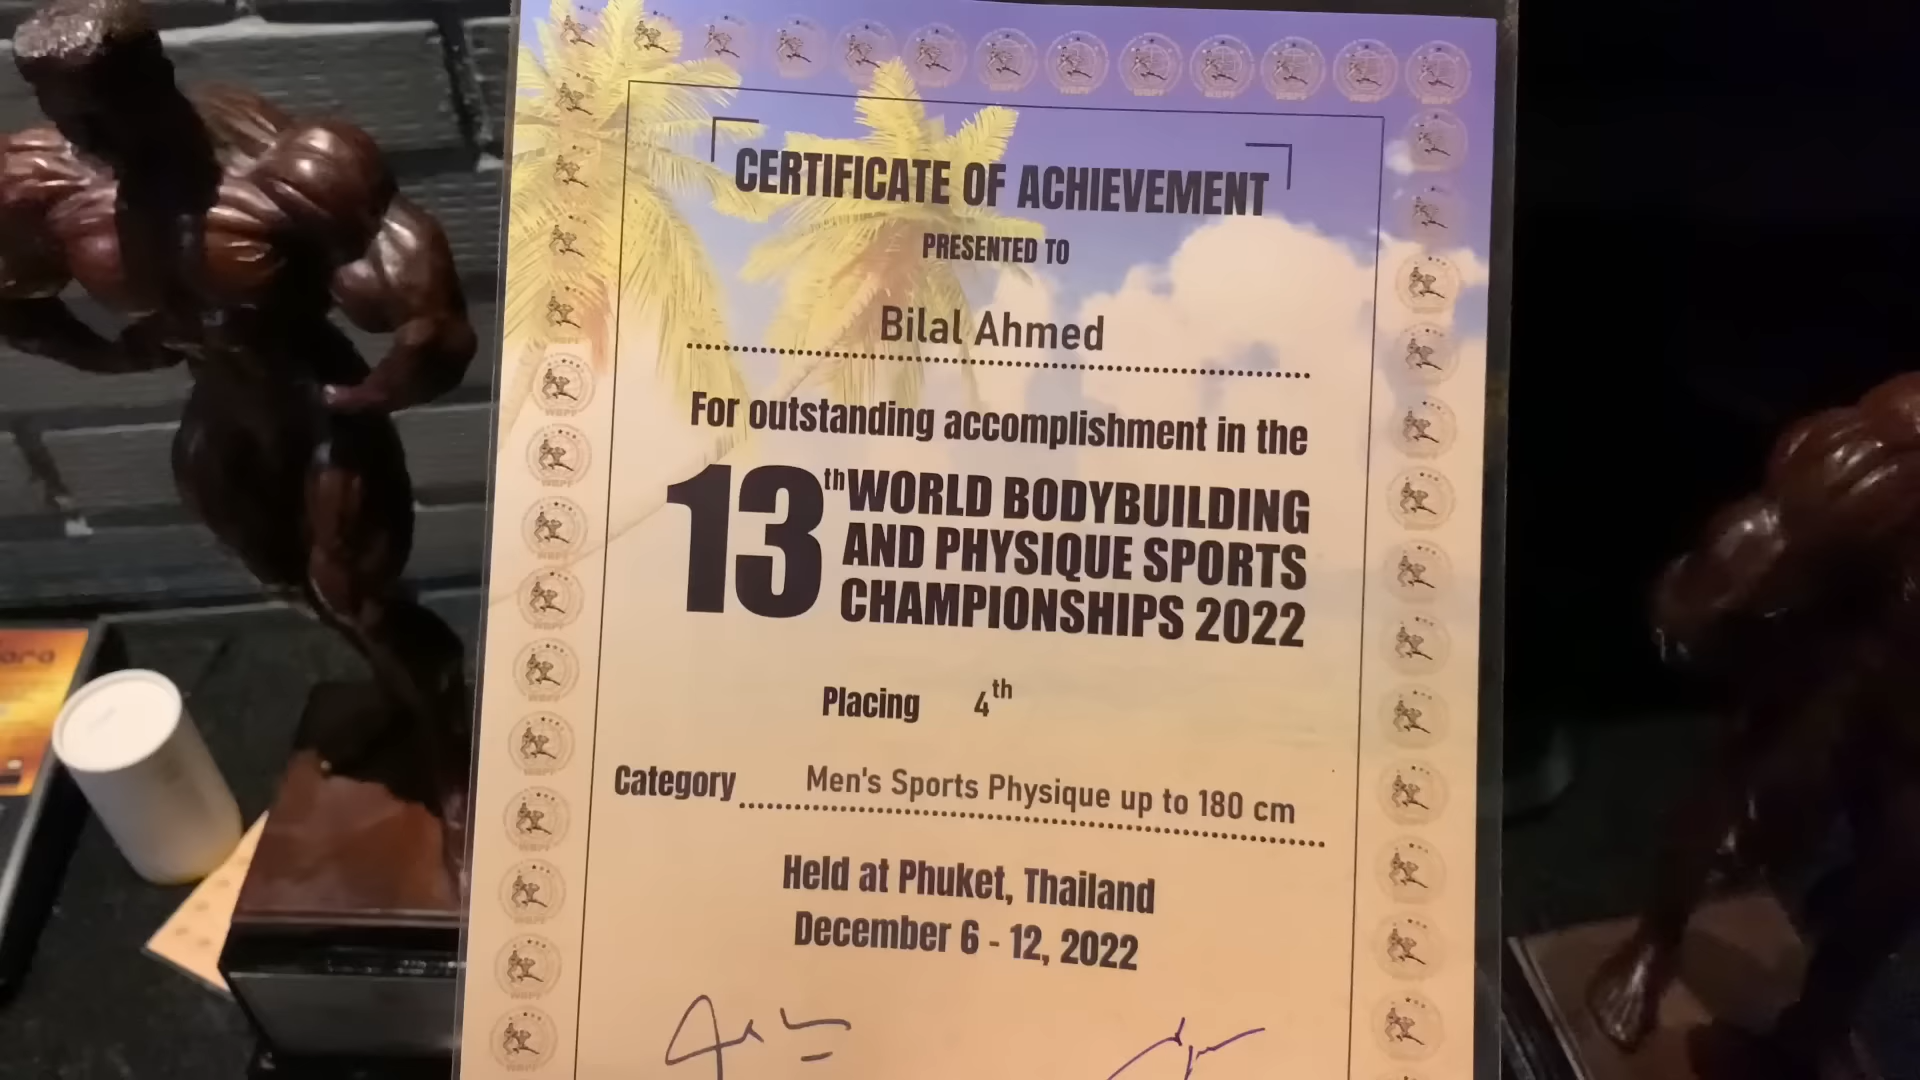 CERTIFICATE OF ACHIEVEMENT
PRESENTED TO
Bilal Ahmed
For outstanding accomplishment in the
13th WORLD BODYBUILDING
AND PHYSIQUE SPORTS
CHAMPIONSHIPS 2022
Placing 4th
Category Men's Sports Physique up to 180 cm
Held at Phuket, Thailand
December 6 - 12, 2022